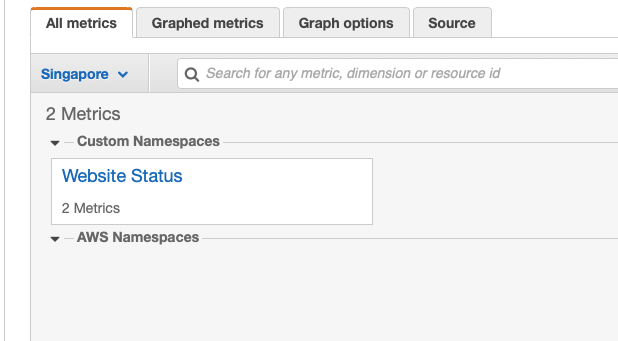 All metrics Graphed metrics Graph options Source
Singapore Search for any metric, dimension or resource id
2 Metrics
Custom Namespaces
Website Status
2 Metrics
AWS Namespaces